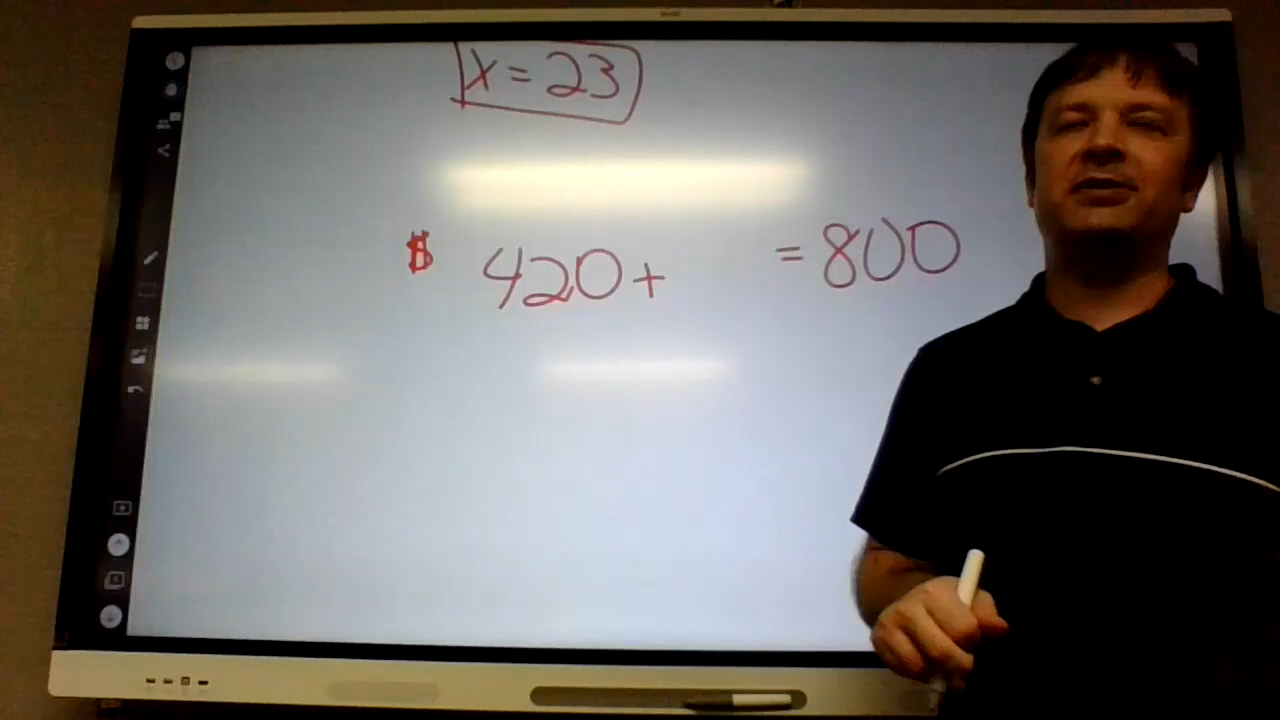 x = 23
$ 420 + = 800